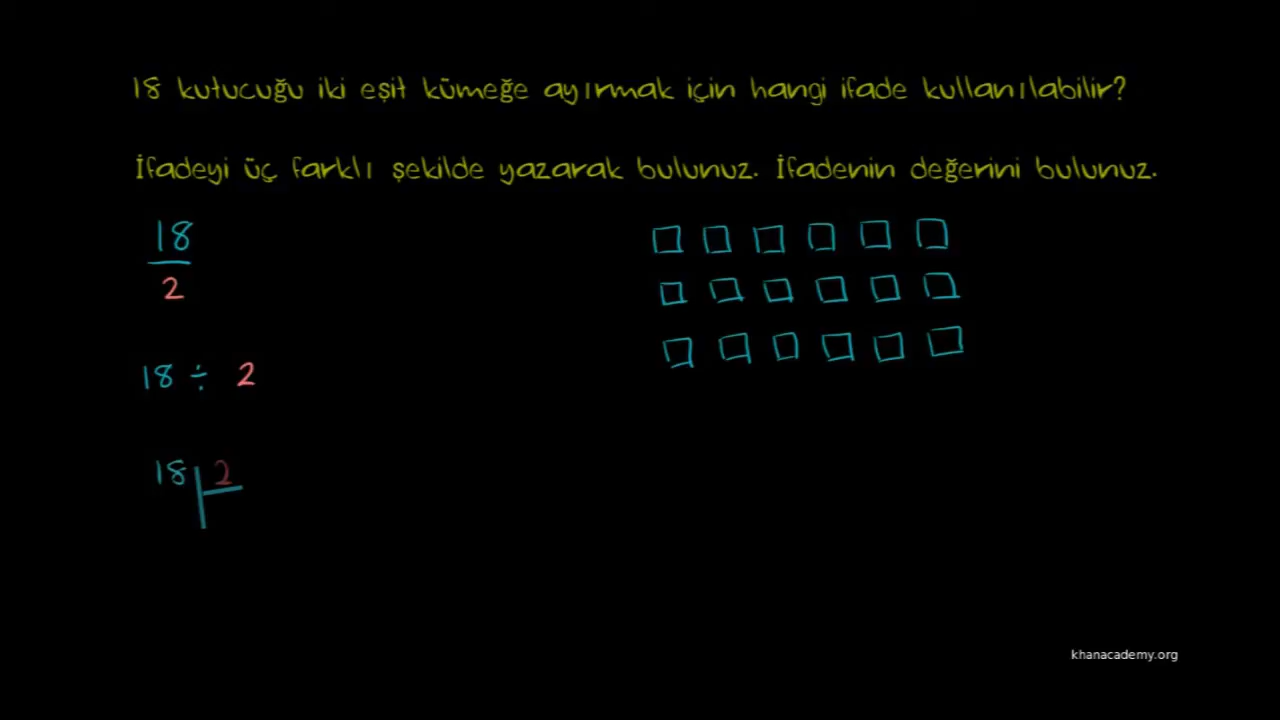 18 kutucuğu iki eşit kümeğe ayırmak için hangi ifade kullanılabilir?
İfadeyi üç farklı şekilde yazarak bulunuz. İfadenin değerini bulunuz.
18
2
18 ÷ 2
18 2
khanacademy.org